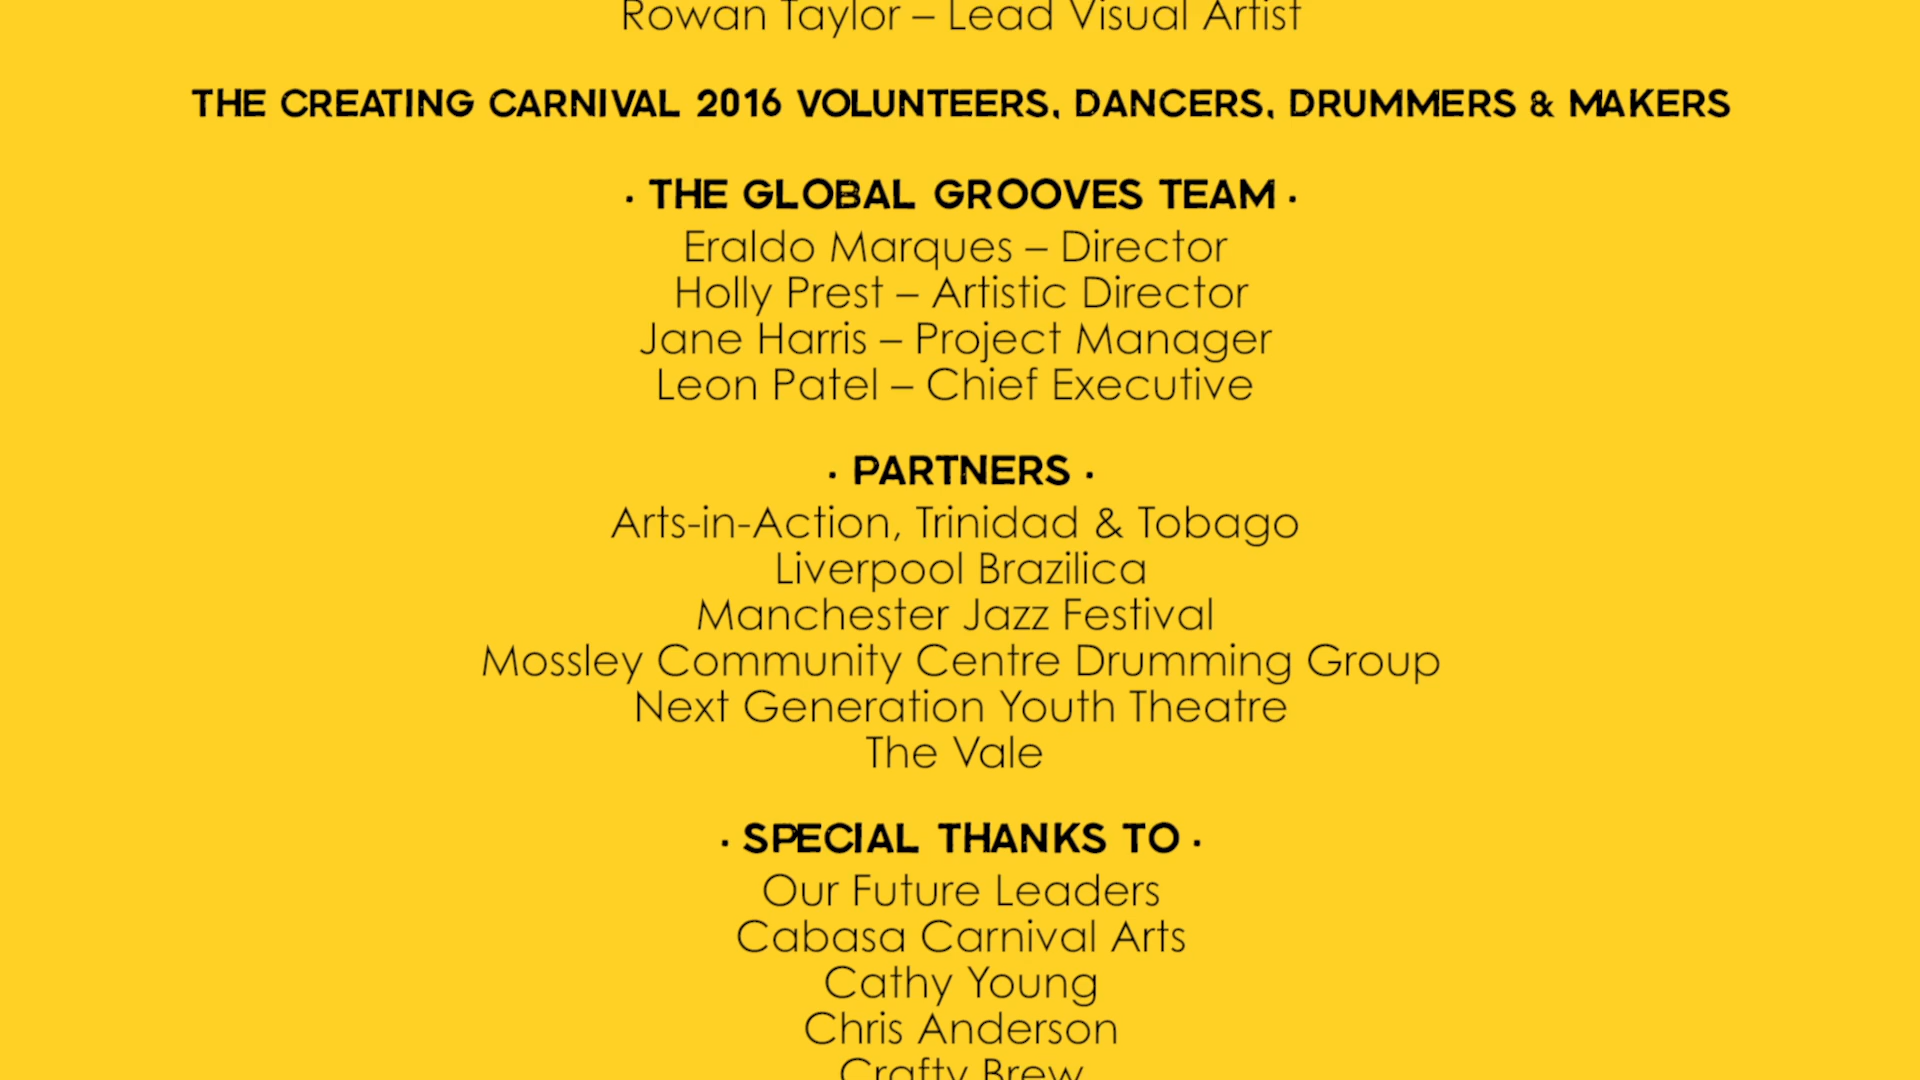 Rowan Taylor – Lead Visual Artist
THE CREATING CARNIVAL 2016 VOLUNTEERS, DANCERS, DRUMMERS & MAKERS
· THE GLOBAL GROOVES TEAM ·
Eraldo Marques – Director
Holly Prest – Artistic Director
Jane Harris – Project Manager
Leon Patel – Chief Executive
· PARTNERS ·
Arts-in-Action, Trinidad & Tobago
Liverpool Brazilica
Manchester Jazz Festival
Mossley Community Centre Drumming Group
Next Generation Youth Theatre
The Vale
· SPECIAL THANKS TO ·
Our Future Leaders
Cabasa Carnival Arts
Cathy Young
Chris Anderson
Crafty Brew